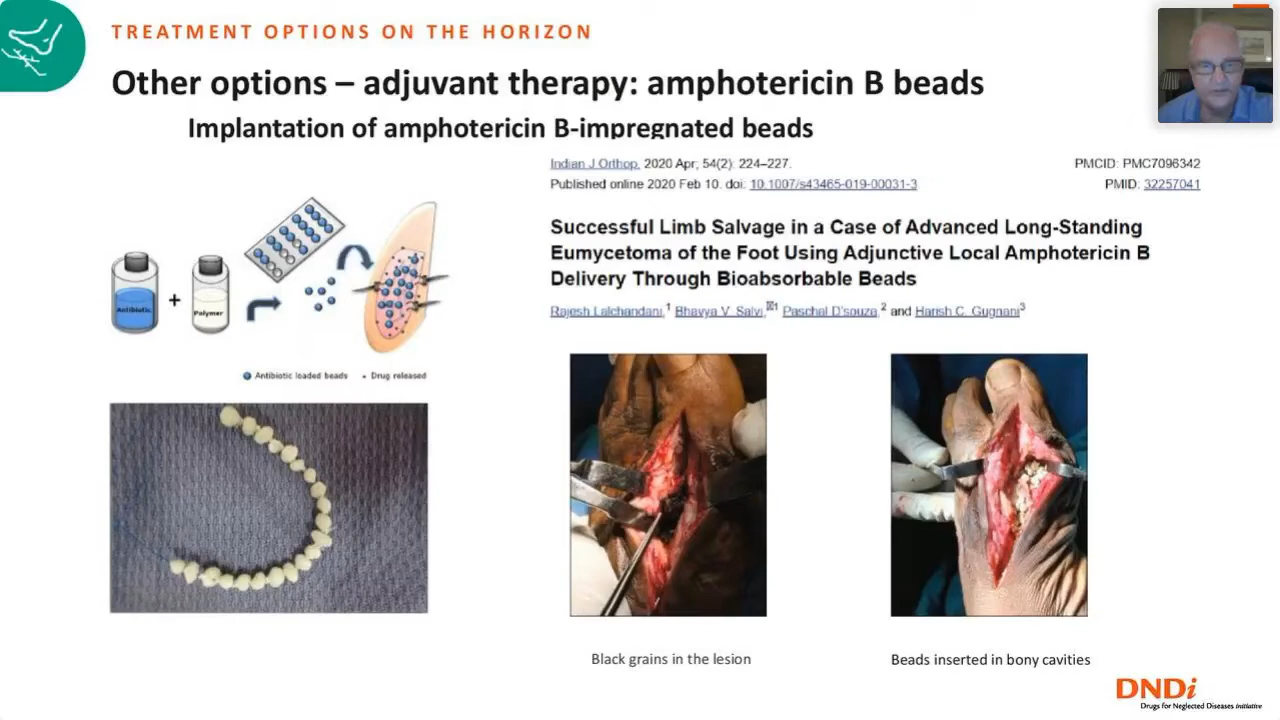 TREATMENT OPTIONS ON THE HORIZON
Other options – adjuvant therapy: amphotericin B beads
Implantation of amphotericin B-impregnated beads
Indian J Orthop. 2020 Apr; 54(2): 224–227.
PMCID: PMC7096342
Published online 2020 Feb 10. doi: 10.1007/s43465-019-00031-3
PMID: 32257041
Successful Limb Salvage in a Case of Advanced Long-Standing
Eumycetoma of the Foot Using Adjunctive Local Amphotericin B
Delivery Through Bioabsorbable Beads
Rajesh Lalchandani,1 Bhavya V. Salvi,✉1 Paschal D'souza,2 and Harish C. Gugnani3
Antibiotic
+
Polymer
Antibiotic loaded beads
Drug released
Black grains in the lesion
Beads inserted in bony cavities
DNDi
Drugs for Neglected Diseases initiative